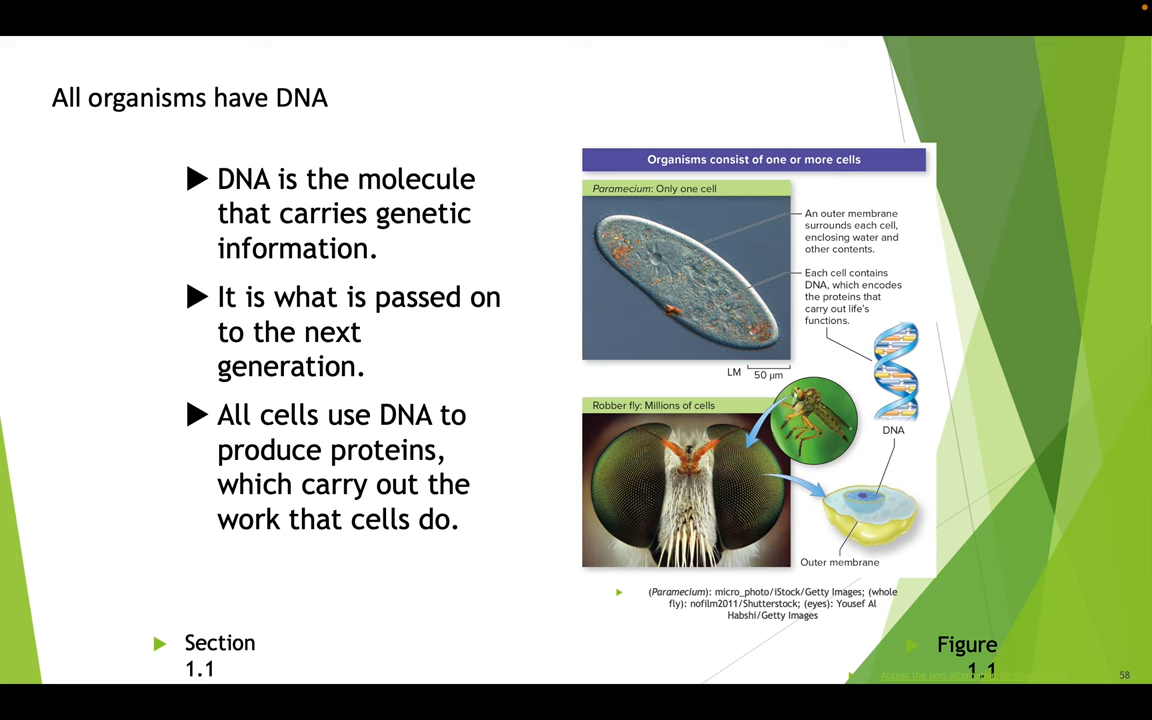 All organisms have DNA
▶ DNA is the molecule
that carries genetic
information.
▶ It is what is passed on
to the next
generation.
▶ All cells use DNA to
produce proteins,
which carry out the
work that cells do.
Organisms consist of one or more cells
Paramecium: Only one cell
An outer membrane
surrounds each cell,
enclosing water and
other contents.
Each cell contains
DNA, which encodes
the proteins that
carry out life's
functions.
LM 50 μm
Robber fly: Millions of cells
DNA
Outer membrane
▶ (Paramecium): micro_photo/iStock/Getty Images; (whole
fly): nofilm2011/Shutterstock; (eyes): Yousef Al
Habshi/Getty Images
▶ Section
1.1
▶ Figure
1.1
Access the text
58